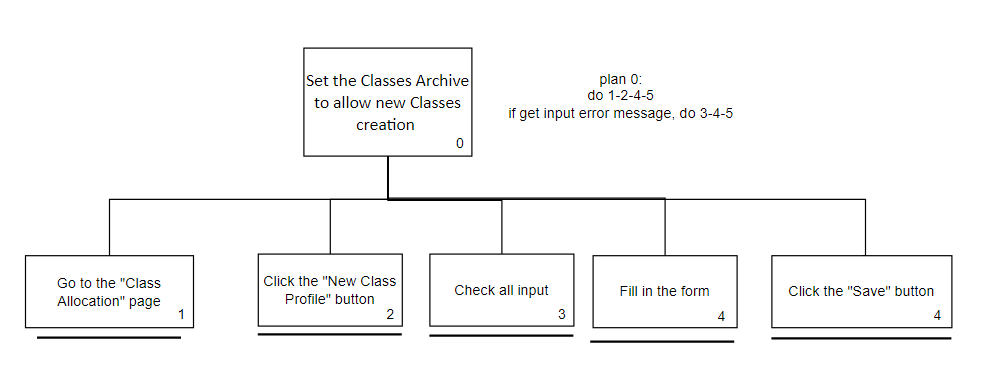 Set the Classes Archive
to allow new Classes
creation
0
plan 0:
do 1-2-4-5
if get input error message, do 3-4-5
Go to the "Class
Allocation" page
1
Click the "New Class
Profile" button
2
Check all input
3
Fill in the form
4
Click the "Save" button
4